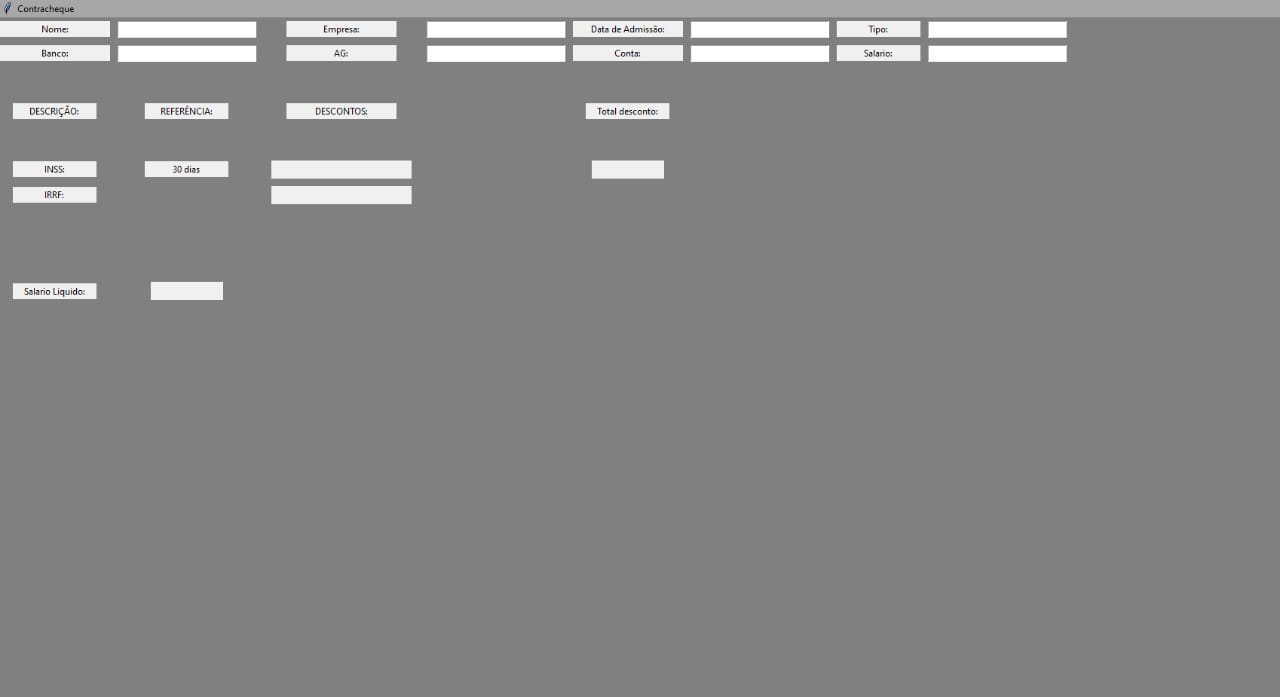 Contracheque
Nome: Empresa: Data de Admissão: Tipo:
Banco: AG: Conta: Salario:
DESCRIÇÃO: REFERÊNCIA: DESCONTOS: Total desconto:
INSS: 30 dias
IRRF:
Salario Liquido: